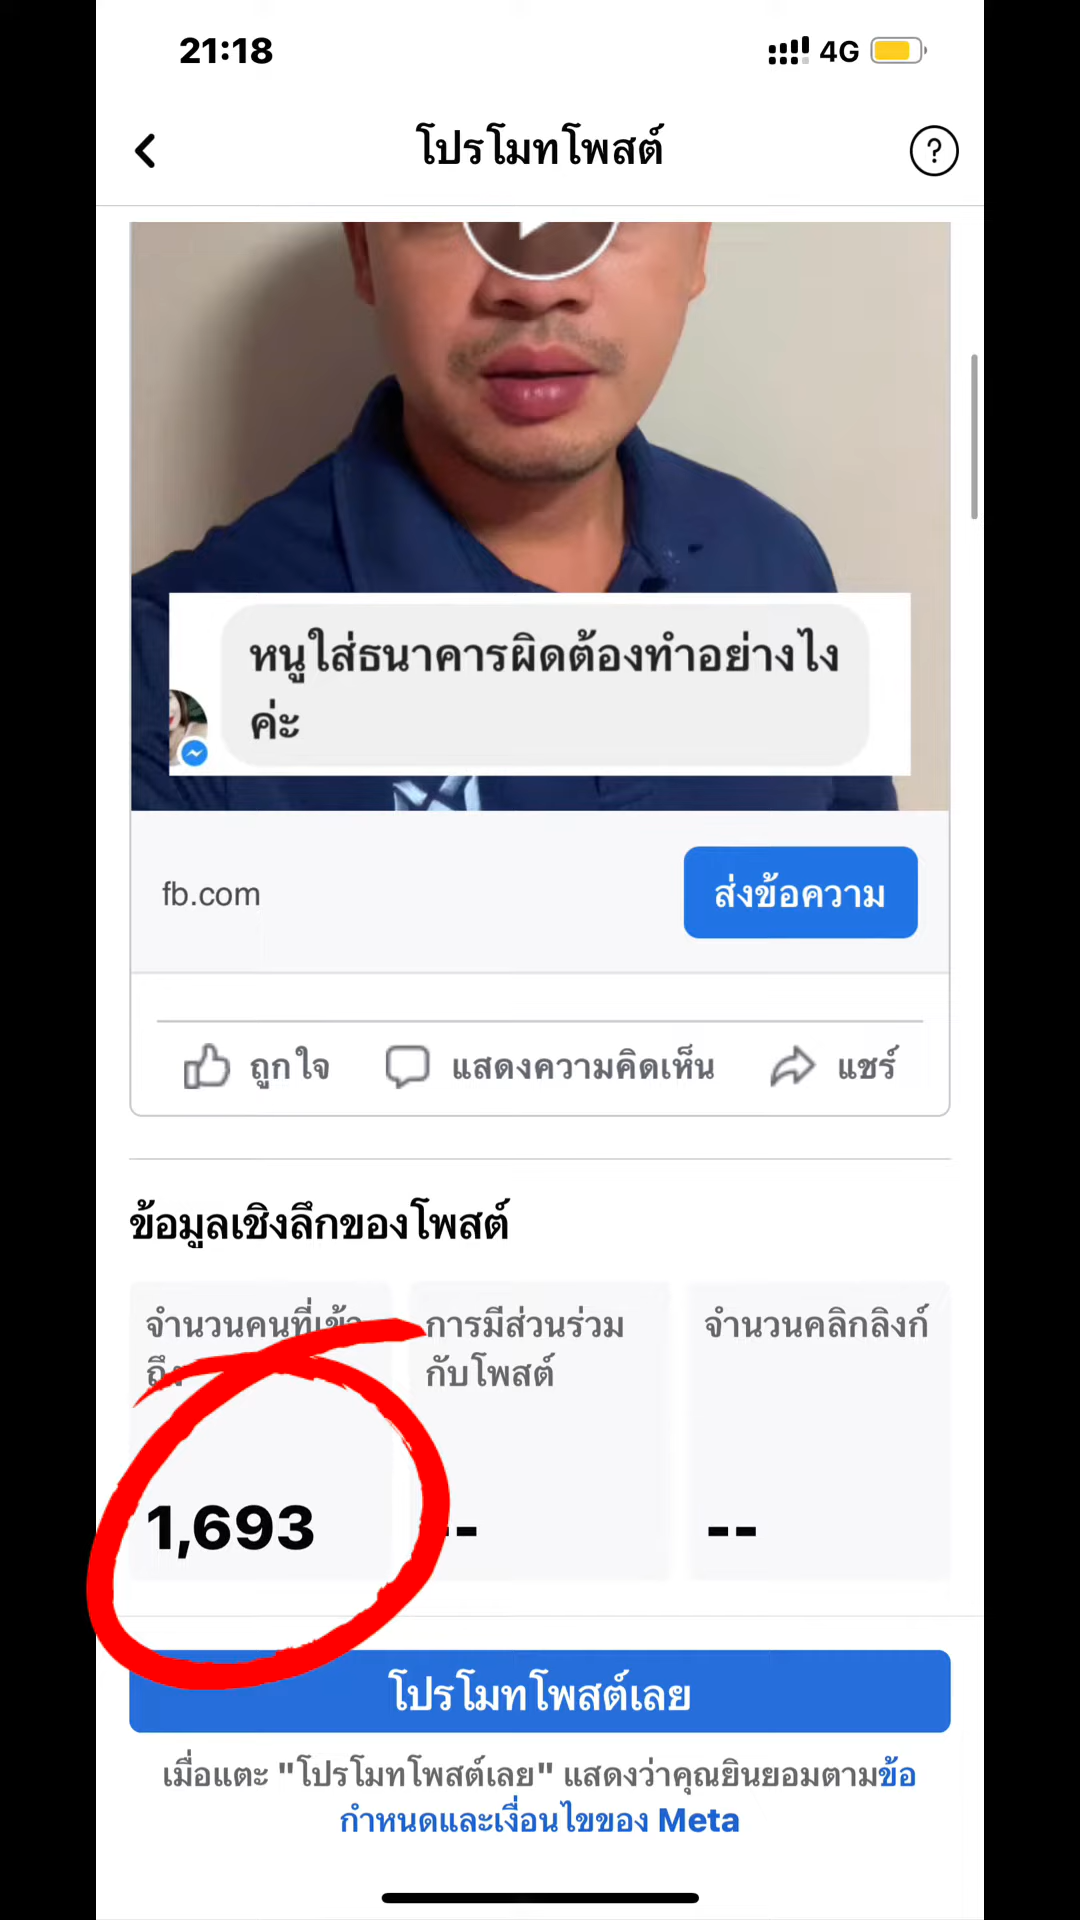 21:18
4G
โปรโมทโพสต์
?
หนูใส่ธนาคารผิดต้องทำอย่างไง
ค่ะ
fb.com
ส่งข้อความ
ถูกใจ
แสดงความคิดเห็น
แชร์
ข้อมูลเชิงลึกของโพสต์
จำนวนคนที่เข้า
ถึง
1,693
การมีส่วนร่วม
กับโพสต์
--
จำนวนคลิกลิงก์
--
โปรโมทโพสต์เลย
เมื่อแตะ "โปรโมทโพสต์เลย" แสดงว่าคุณยินยอมตามข้อ
กำหนดและเงื่อนไขของ Meta